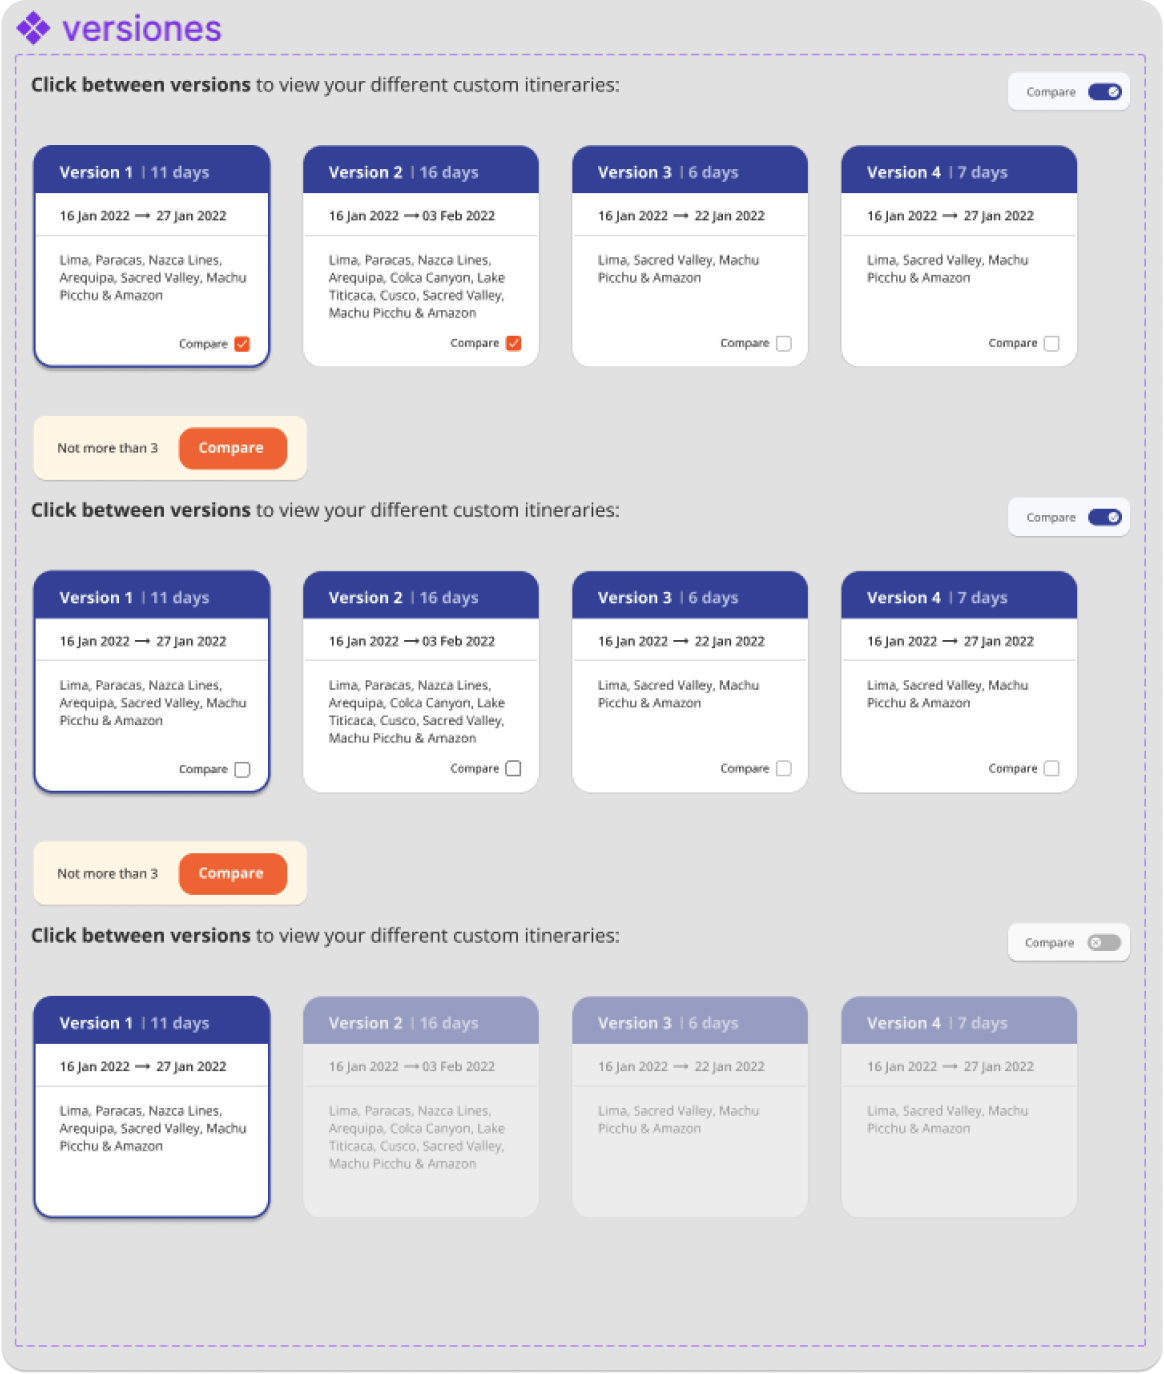 versiones
Click between versions to view your different custom itineraries:
Compare
Version 1 | 11 days
16 Jan 2022 → 27 Jan 2022
Lima, Paracas, Nazca Lines,
Arequipa, Sacred Valley, Machu
Picchu & Amazon
Compare
Version 2 | 16 days
16 Jan 2022 → 03 Feb 2022
Lima, Paracas, Nazca Lines,
Arequipa, Colca Canyon, Lake
Titicaca, Cusco, Sacred Valley,
Machu Picchu & Amazon
Compare
Version 3 | 6 days
16 Jan 2022 → 22 Jan 2022
Lima, Sacred Valley, Machu
Picchu & Amazon
Compare
Version 4 | 7 days
16 Jan 2022 → 27 Jan 2022
Lima, Sacred Valley, Machu
Picchu & Amazon
Compare
Not more than 3
Compare
Click between versions to view your different custom itineraries:
Compare
Version 1 | 11 days
16 Jan 2022 → 27 Jan 2022
Lima, Paracas, Nazca Lines,
Arequipa, Sacred Valley, Machu
Picchu & Amazon
Compare
Version 2 | 16 days
16 Jan 2022 → 03 Feb 2022
Lima, Paracas, Nazca Lines,
Arequipa, Colca Canyon, Lake
Titicaca, Cusco, Sacred Valley,
Machu Picchu & Amazon
Compare
Version 3 | 6 days
16 Jan 2022 → 22 Jan 2022
Lima, Sacred Valley, Machu
Picchu & Amazon
Compare
Version 4 | 7 days
16 Jan 2022 → 27 Jan 2022
Lima, Sacred Valley, Machu
Picchu & Amazon
Compare
Not more than 3
Compare
Click between versions to view your different custom itineraries:
Compare
Version 1 | 11 days
16 Jan 2022 → 27 Jan 2022
Lima, Paracas, Nazca Lines,
Arequipa, Sacred Valley, Machu
Picchu & Amazon
Version 2 | 16 days
16 Jan 2022 → 03 Feb 2022
Lima, Paracas, Nazca Lines,
Arequipa, Colca Canyon, Lake
Titicaca, Cusco, Sacred Valley,
Machu Picchu & Amazon
Version 3 | 6 days
16 Jan 2022 → 22 Jan 2022
Lima, Sacred Valley, Machu
Picchu & Amazon
Version 4 | 7 days
16 Jan 2022 → 27 Jan 2022
Lima, Sacred Valley, Machu
Picchu & Amazon